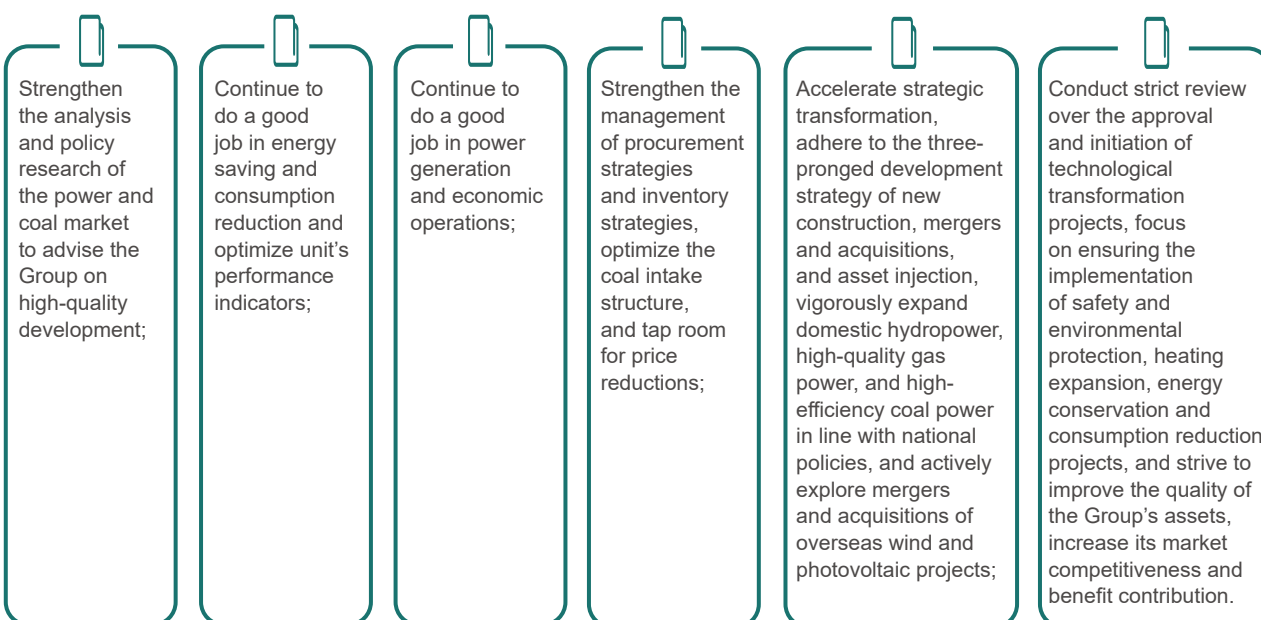 Strengthen
the analysis
and policy
research of
the power and
coal market
to advise the
Group on
high-quality
development;
Continue to
do a good
job in energy
saving and
consumption
reduction and
optimize unit's
performance
indicators;
Continue to
do a good
job in power
generation
and economic
operations;
Strengthen the
management
of procurement
strategies
and inventory
strategies,
optimize the
coal intake
structure,
and tap room
for price
reductions;
Accelerate strategic
transformation,
adhere to the three-
pronged development
strategy of new
construction, mergers
and acquisitions,
and asset injection,
vigorously expand
domestic hydropower,
high-quality gas
power, and high-
efficiency coal power
in line with national
policies, and actively
explore mergers
and acquisitions of
overseas wind and
photovoltaic projects;
Conduct strict review
over the approval
and initiation of
technological
transformation
projects, focus
on ensuring the
implementation
of safety and
environmental
protection, heating
expansion, energy
conservation and
consumption reduction
projects, and strive to
improve the quality of
the Group's assets,
increase its market
competitiveness and
benefit contribution.